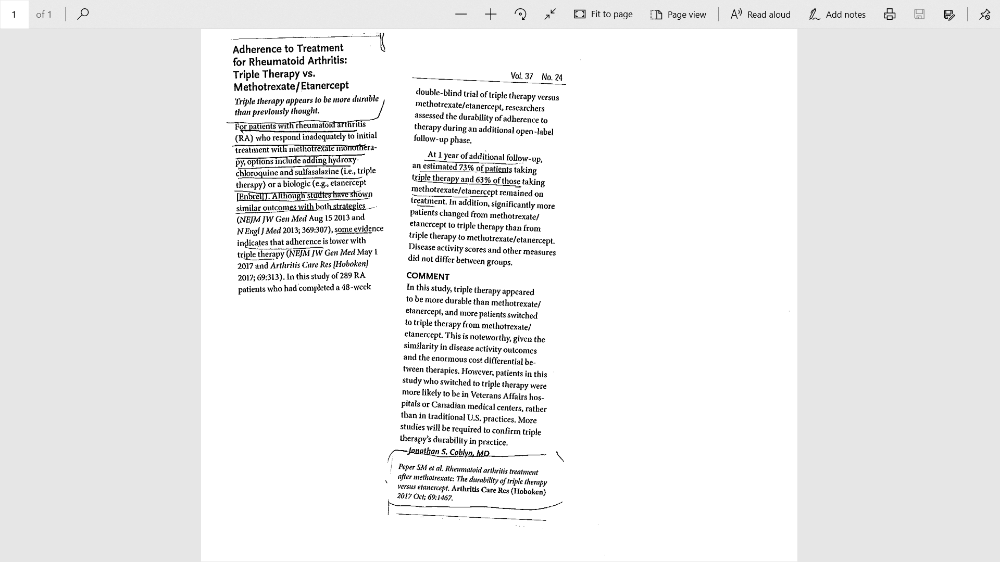 1 of 1 Fit to page Page view Read aloud Add notes
Adherence to Treatment
for Rheumatoid Arthritis:
Triple Therapy vs.
Methotrexate/Etanercept
Triple therapy appears to be more durable
than previously thought.
For patients with rheumatoid arthritis
(RA) who respond inadequately to initial
treatment with methotrexate monothera-
py, options include adding hydroxy-
chloroquine and sulfasalazine (i.e., triple
therapy) or a biologic (e.g., etanercept
[Enbrel]). Although studies have shown
similar outcomes with both strategies
(NEJM JW Gen Med Aug 15 2013 and
N Engl J Med 2013; 369:307), some evidence
indicates that adherence is lower with
triple therapy (NEJM JW Gen Med May 1
2017 and Arthritis Care Res [Hoboken]
2017; 69:313). In this study of 289 RA
patients who had completed a 48-week
Vol. 37 No. 24
double-blind trial of triple therapy versus
methotrexate/etanercept, researchers
assessed the durability of adherence to
therapy during an additional open-label
follow-up phase.
At 1 year of additional follow-up,
an estimated 73% of patients taking
triple therapy and 63% of those taking
methotrexate/etanercept remained on
treatment. In addition, significantly more
patients changed from methotrexate/
etanercept to triple therapy than from
triple therapy to methotrexate/etanercept.
Disease activity scores and other measures
did not differ between groups.
COMMENT
In this study, triple therapy appeared
to be more durable than methotrexate/
etanercept, and more patients switched
to triple therapy from methotrexate/
etanercept. This is noteworthy, given the
similarity in disease activity outcomes
and the enormous cost differential be-
tween therapies. However, patients in this
study who switched to triple therapy were
more likely to be in Veterans Affairs hos-
pitals or Canadian medical centers, rather
than in traditional U.S. practices. More
studies will be required to confirm triple
therapy's durability in practice.
—Jonathan S. Coblyn, MD
Peper SM et al. Rheumatoid arthritis treatment
after methotrexate: The durability of triple therapy
versus etanercept. Arthritis Care Res (Hoboken)
2017 Oct; 69:1467.